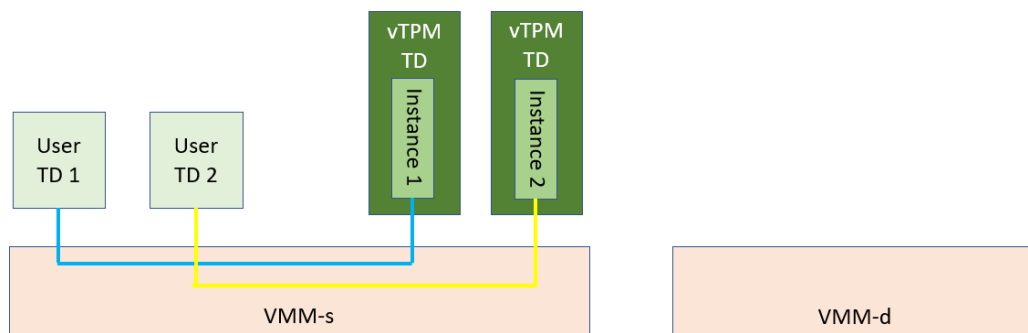 vTPM
TD
Instance 1
vTPM
TD
Instance 2
User
TD 1
User
TD 2
VMM-s
VMM-d